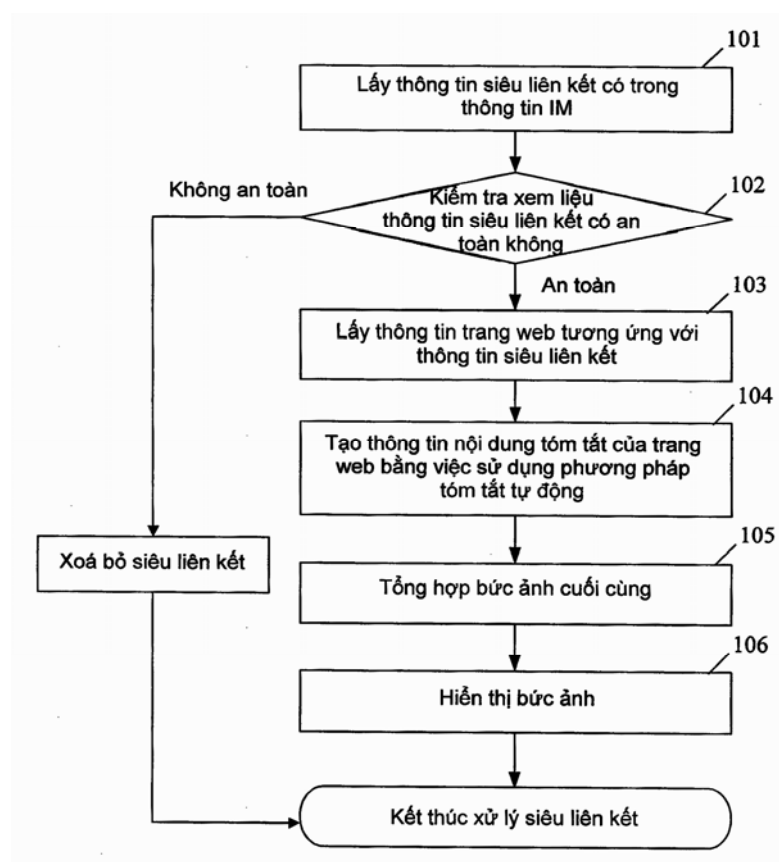 101
Lấy thông tin siêu liên kết có trong
thông tin IM
102
Không an toàn
Kiểm tra xem liệu
thông tin siêu liên kết có an
toàn không
An toàn
103
Lấy thông tin trang web tương ứng với
thông tin siêu liên kết
104
Tạo thông tin nội dung tóm tắt của trang
web bằng việc sử dụng phương pháp
tóm tắt tự động
Xoá bỏ siêu liên kết
105
Tổng hợp bức ảnh cuối cùng
106
Hiển thị bức ảnh
Kết thúc xử lý siêu liên kết